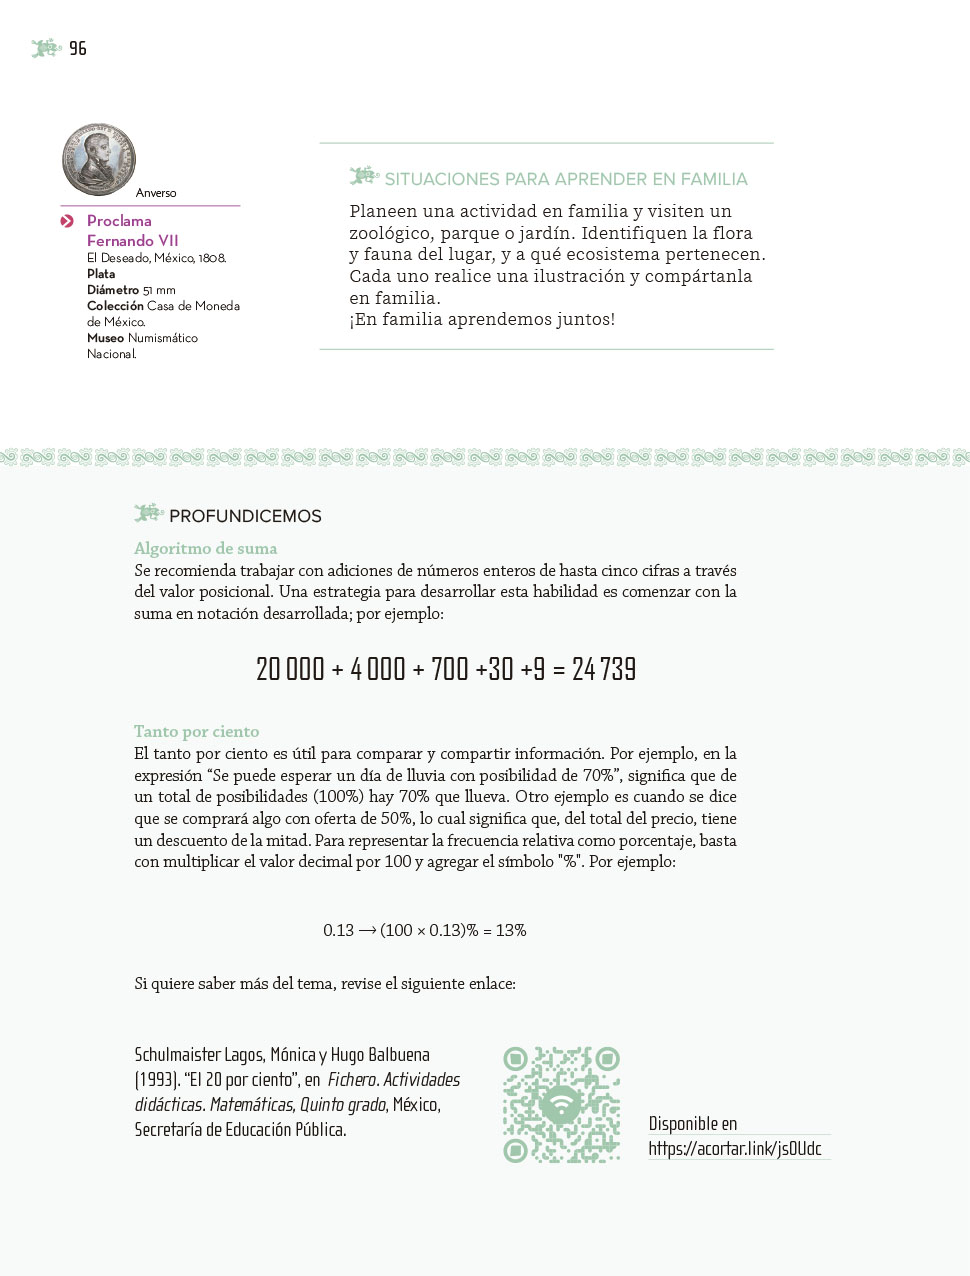 96
Anverso
Proclama
Fernando VII
El Deseado, México, 1808.
Plata
Diámetro 51 mm
Colección Casa de Moneda
de México.
Museo Numismático
Nacional.
SITUACIONES PARA APRENDER EN FAMILIA
Planeen una actividad en familia y visiten un
zoológico, parque o jardín. Identifiquen la flora
y fauna del lugar, y a qué ecosistema pertenecen.
Cada uno realice una ilustración y compártanla
en familia.
¡En familia aprendemos juntos!
PROFUNDICEMOS
Algoritmo de suma
Se recomienda trabajar con adiciones de números enteros de hasta cinco cifras a través
del valor posicional. Una estrategia para desarrollar esta habilidad es comenzar con la
suma en notación desarrollada; por ejemplo:
20 000 + 4 000 + 700 +30 +9 = 24 739
Tanto por ciento
El tanto por ciento es útil para comparar y compartir información. Por ejemplo, en la
expresión “Se puede esperar un día de lluvia con posibilidad de 70%”, significa que de
un total de posibilidades (100%) hay 70% que llueva. Otro ejemplo es cuando se dice
que se comprará algo con oferta de 50%, lo cual significa que, del total del precio, tiene
un descuento de la mitad. Para representar la frecuencia relativa como porcentaje, basta
con multiplicar el valor decimal por 100 y agregar el símbolo "%". Por ejemplo:
0.13 → (100 × 0.13)% = 13%
Si quiere saber más del tema, revise el siguiente enlace:
Schulmaister Lagos, Mónica y Hugo Balbuena
(1993). “El 20 por ciento”, en Fichero. Actividades
didácticas. Matemáticas, Quinto grado, México,
Secretaría de Educación Pública.
Disponible en
https://acortar.link/jsOUdc